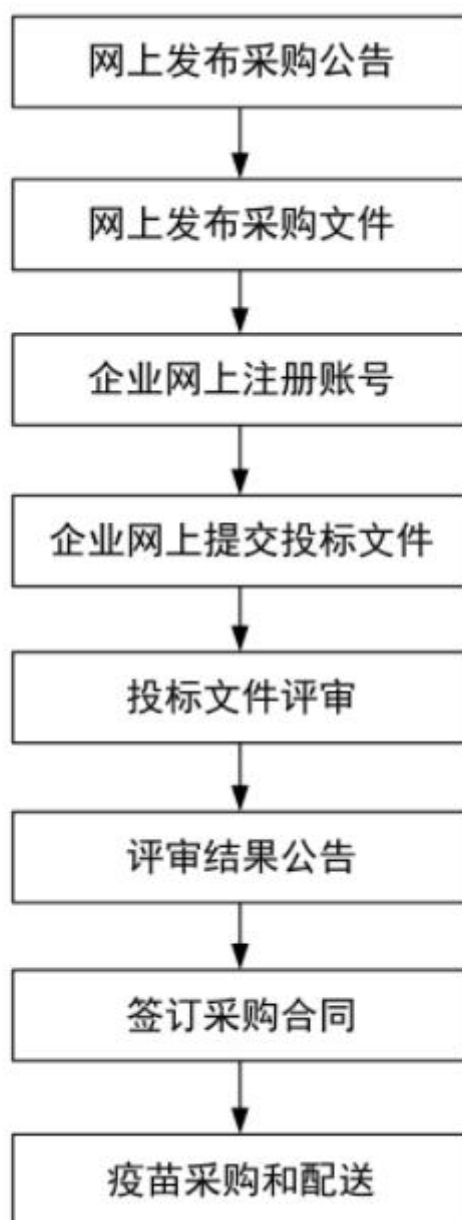 网上发布采购公告
网上发布采购文件
企业网上注册账号
企业网上提交投标文件
投标文件评审
评审结果公告
签订采购合同
疫苗采购和配送